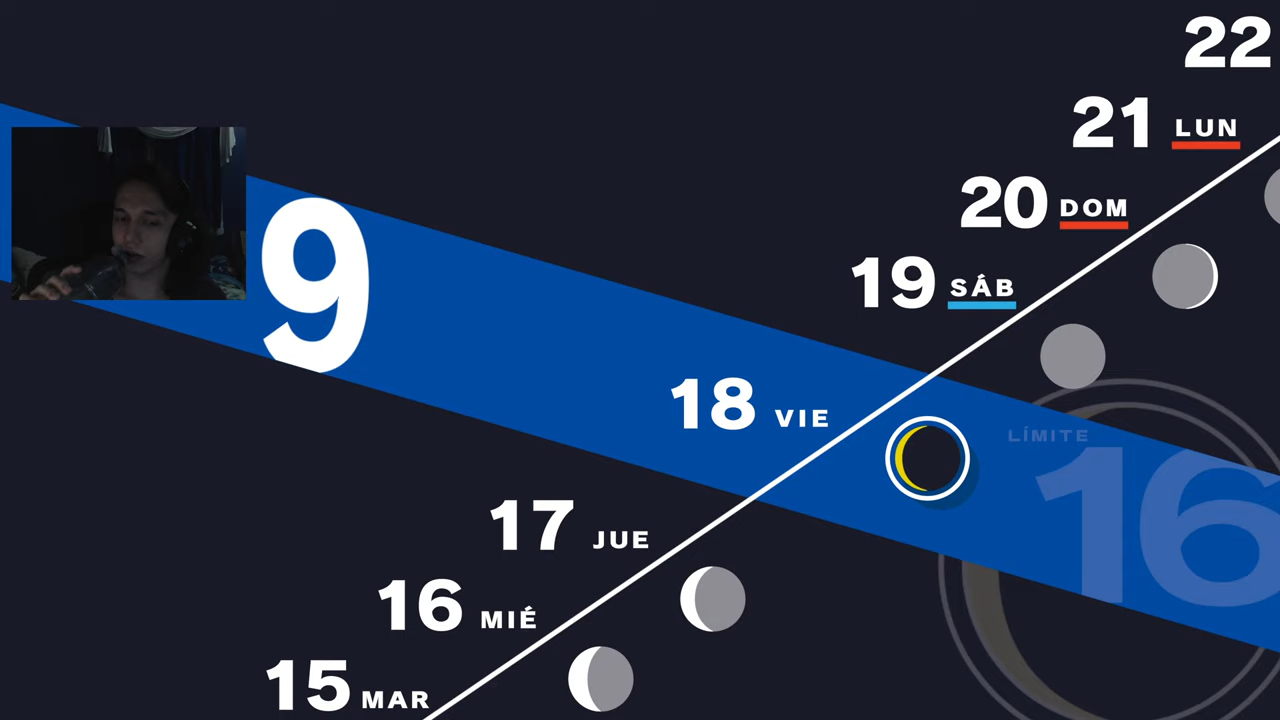 22
21 LUN
20 DOM
19 SÁB
9
18 VIE
LÍMITE
16
17 JUE
16 MIÉ
15 MAR